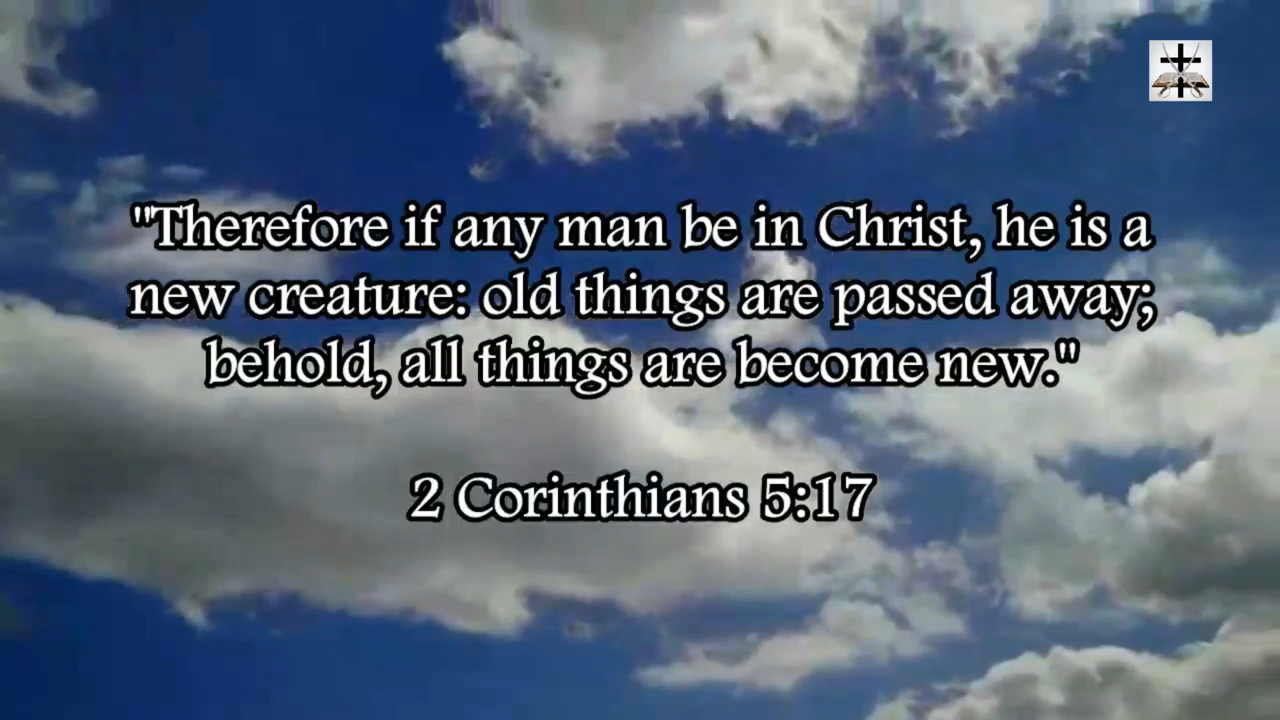 "Therefore if any man be in Christ, he is a
new creature: old things are passed away;
behold, all things are become new."
2 Corinthians 5:17